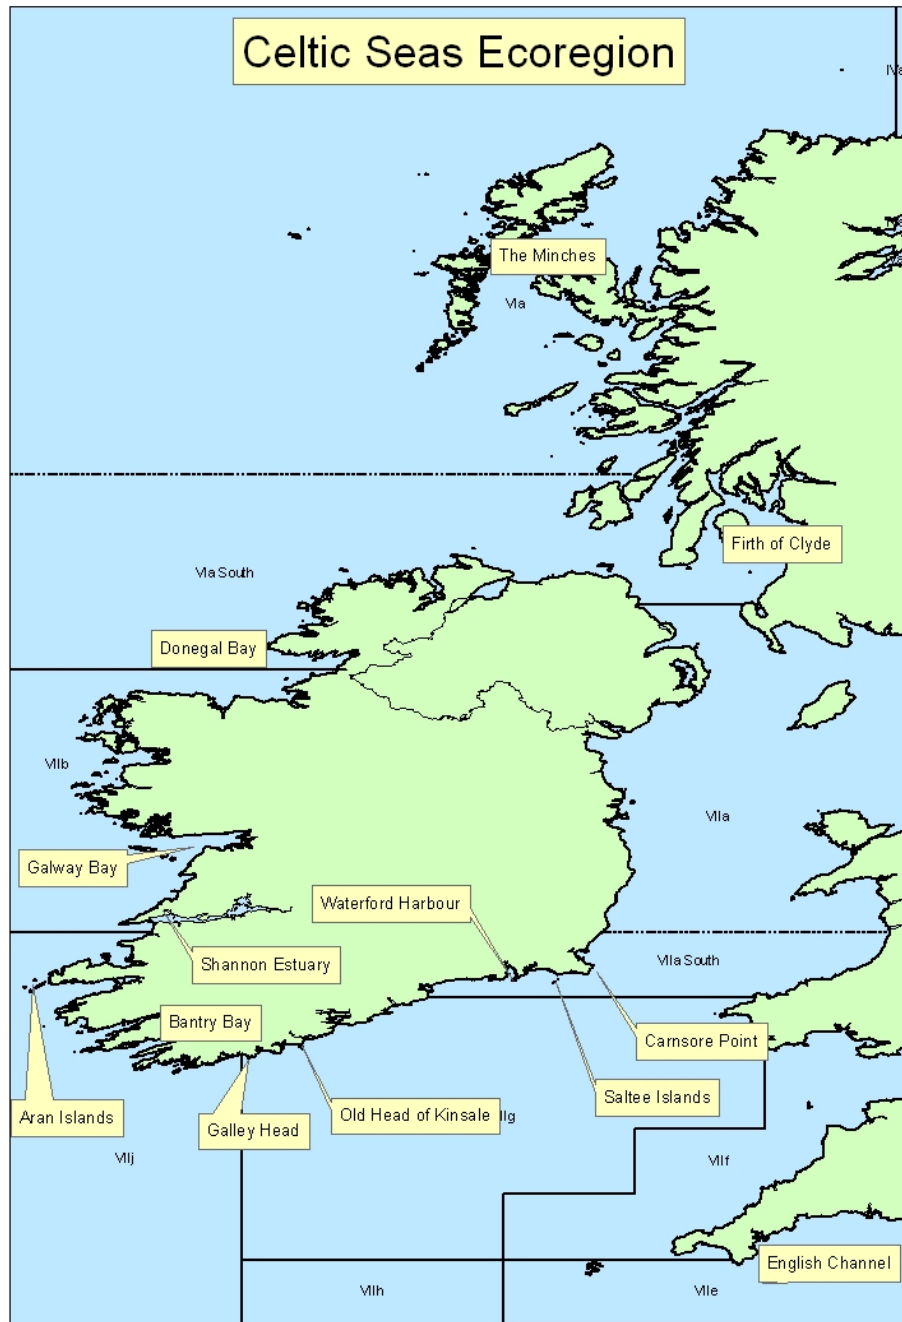 Celtic Seas Ecoregion
IVa
The Minches
VIa
Firth of Clyde
VIa South
Donegal Bay
VIIb
VIIa
Galway Bay
Waterford Harbour
Shannon Estuary
VIIa South
Bantry Bay
Carnsore Point
Saltee Islands
Aran Islands
Old Head of Kinsale
VIIg
Galley Head
VIIj
VIIf
English Channel
VIIh
VIIe